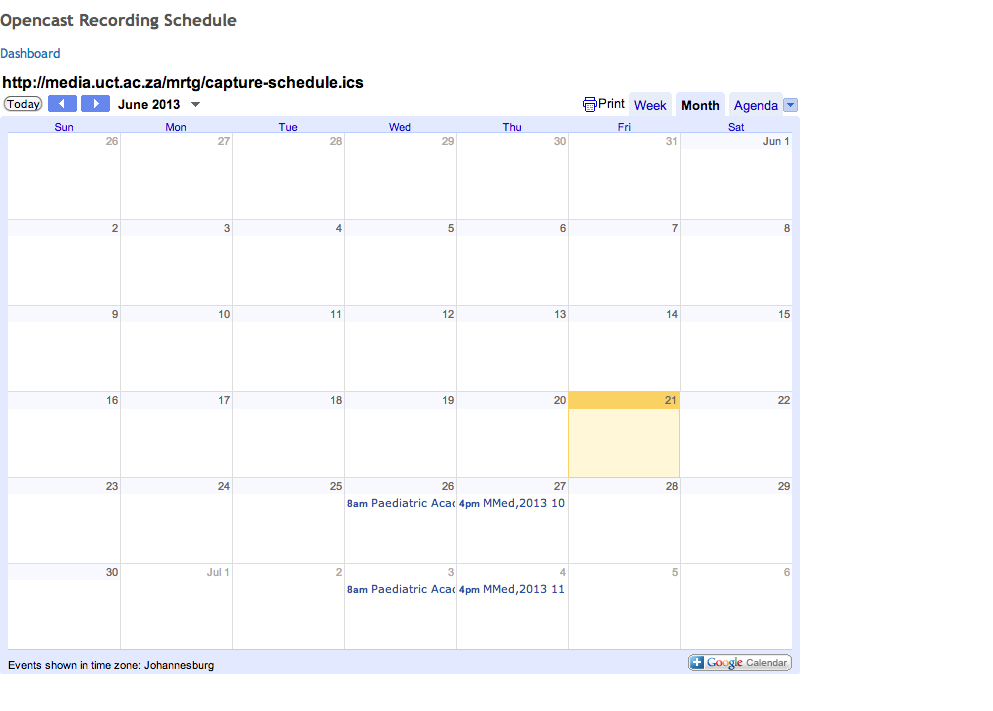 Opencast Recording Schedule
Dashboard
http://media.uct.ac.za/mrtg/capture-schedule.ics
Today June 2013 Print Week Month Agenda
Sun Mon Tue Wed Thu Fri Sat
26 27 28 29 30 31 Jun 1
2 3 4 5 6 7 8
9 10 11 12 13 14 15
16 17 18 19 20 21 22
23 24 25 26 27 28 29
8am Paediatric Acad 4pm MMed,2013 10
30 Jul 1 2 3 4 5 6
8am Paediatric Acad 4pm MMed,2013 11
Events shown in time zone: Johannesburg
Google Calendar